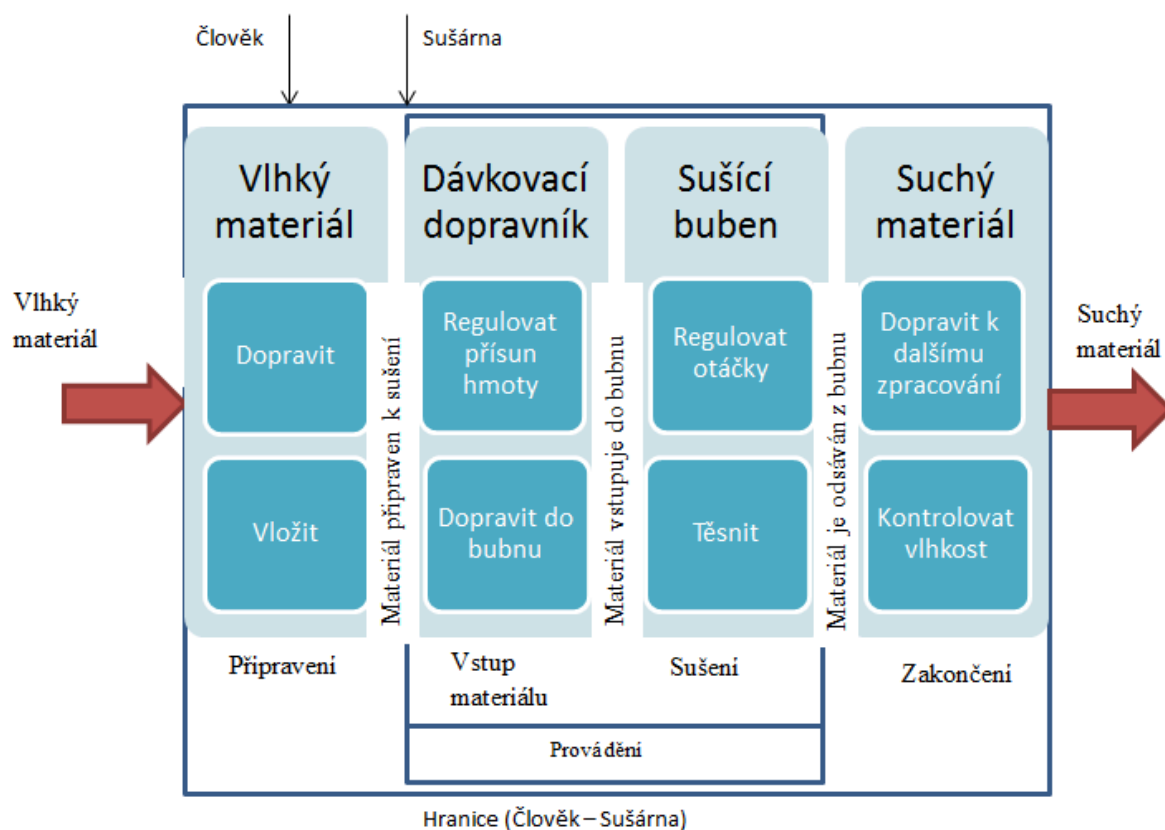 Člověk
Sušárna
Vlhký
materiál
Dávkovací
dopravník
Sušící
buben
Suchý
materiál
Vlhký
materiál
Dopravit
Vložit
Materiál připraven k sušení
Regulovat
přísun
hmoty
Dopravit do
bubnu
Materiál vstupuje do bubnu
Regulovat
otáčky
Těsnit
Materiál je odsáván z bubnu
Dopravit k
dalšímu
zpracování
Kontrolovat
vlhkost
Suchý
materiál
Připravení
Vstup
materiálu
Sušení
Zakončení
Provádění
Hranice (Člověk – Sušárna)